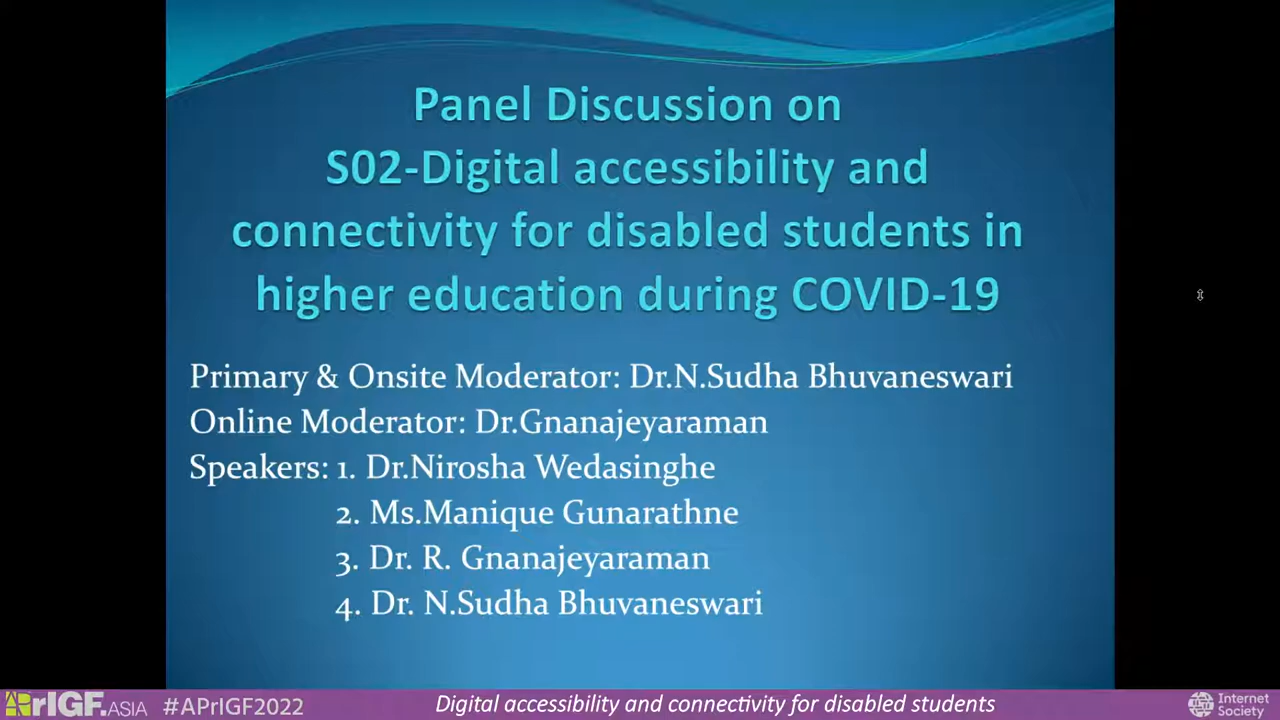 Panel Discussion on
S02-Digital accessibility and
connectivity for disabled students in
higher education during COVID-19
Primary & Onsite Moderator: Dr.N.Sudha Bhuvaneswari
Online Moderator: Dr.Gnanajeyaraman
Speakers: 1. Dr.Nirosha Wedasinghe
2. Ms.Manique Gunarathne
3. Dr. R. Gnanajeyaraman
4. Dr. N.Sudha Bhuvaneswari
APrIGF.ASIA #APrIGF2022
Digital accessibility and connectivity for disabled students
Internet
Society